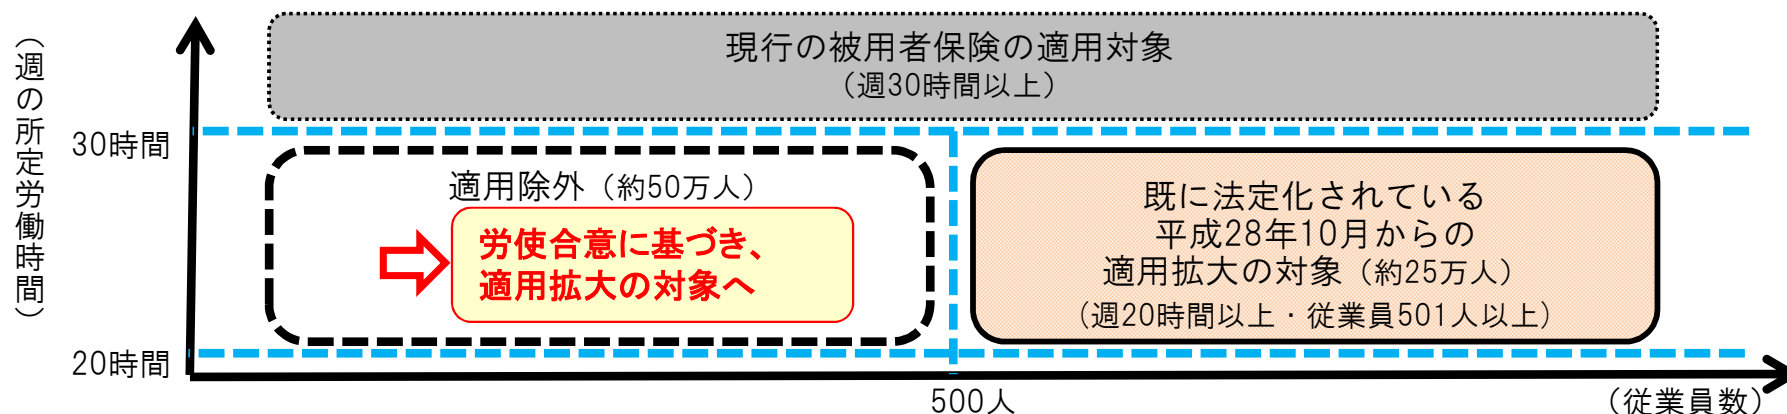 （週の所定労働時間）
現行の被用者保険の適用対象
（週30時間以上）
30時間
適用除外（約50万人）
労使合意に基づき、
適用拡大の対象へ
既に法定化されている
平成28年10月からの
適用拡大の対象（約25万人）
（週20時間以上・従業員501人以上）
20時間
500人
（従業員数）